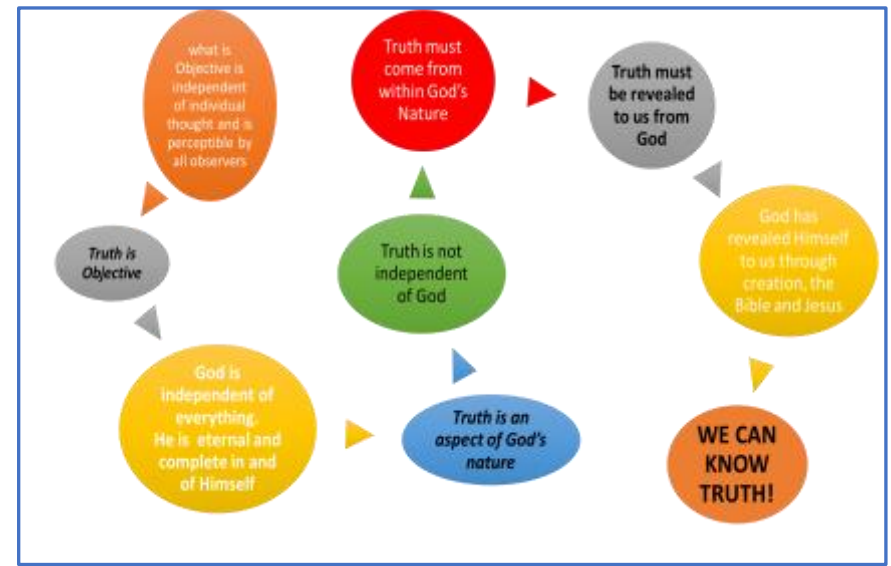 what is
Objective is
independent
of individual
thought and is
perceptible by
all observers
Truth is
Objective
God is
independent of
everything.
He is eternal and
complete in and
of Himself
Truth is an
aspect of God's
nature
Truth is not
independent
of God
Truth must
come from
within God's
Nature
Truth must
be revealed
to us from
God
God has
revealed Himself
to us through
creation, the
Bible and Jesus
WE CAN
KNOW
TRUTH!